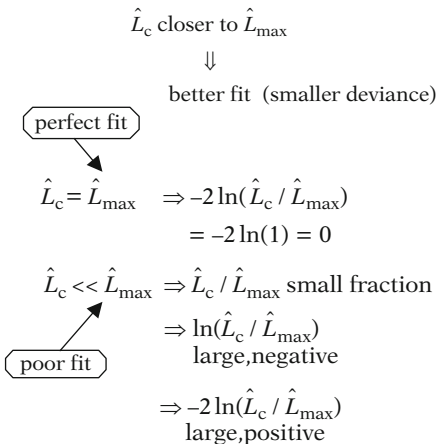 L̂c closer to L̂max
⇓
better fit (smaller deviance)
perfect fit
L̂c = L̂max ⇒ –2 ln(L̂c / L̂max)
= –2 ln(1) = 0
L̂c << L̂max ⇒ L̂c / L̂max small fraction
⇒ ln(L̂c / L̂max)
large,negative
poor fit
⇒ –2 ln(L̂c / L̂max)
large,positive